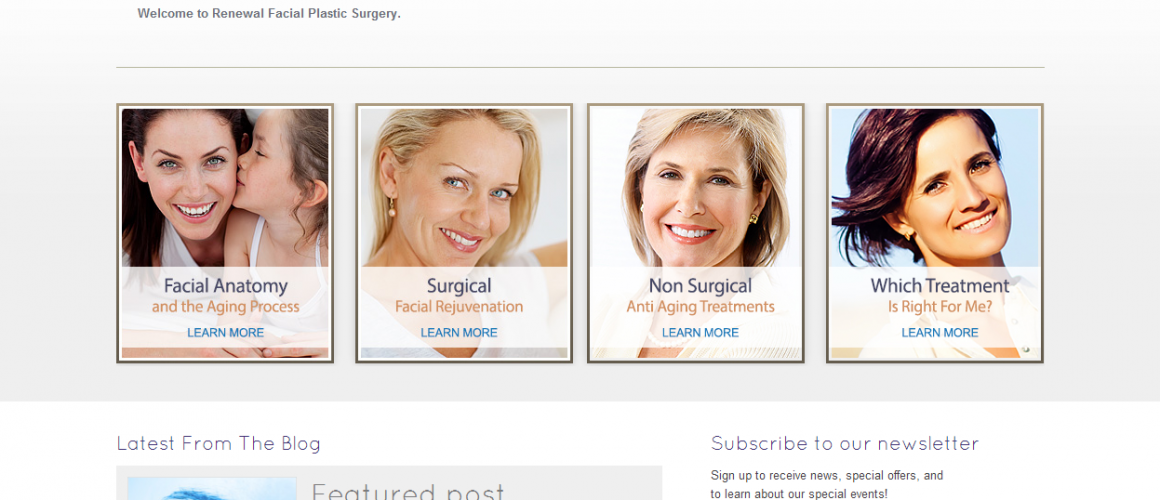 Welcome to Renewal Facial Plastic Surgery.
Facial Anatomy
and the Aging Process
LEARN MORE
Surgical
Facial Rejuvenation
LEARN MORE
Non Surgical
Anti Aging Treatments
LEARN MORE
Which Treatment
Is Right For Me?
LEARN MORE
Latest From The Blog
Featured post
Subscribe to our newsletter
Sign up to receive news, special offers, and
to learn about our special events!